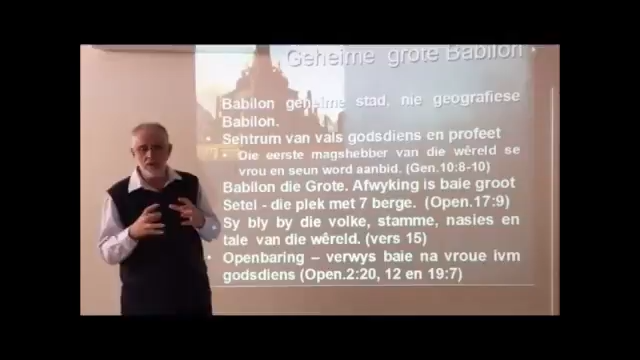 Geheime grote Babilon
Babilon geheime stad, nie geografiese
Babilon.
Sentrum van vals godsdiens en profeet
Die eerste magshebber van die wêreld se
vrou en seun word aanbid. (Gen.10:8-10)
Babilon die Grote. Afwyking is baie groot
Setel - die plek met 7 berge. (Open.17:9)
Sy bly by die volke, stamme, nasies en
tale van die wêreld. (vers 15)
Openbaring – verwys baie na vroue ivm
godsdiens (Open.2:20, 12 en 19:7)